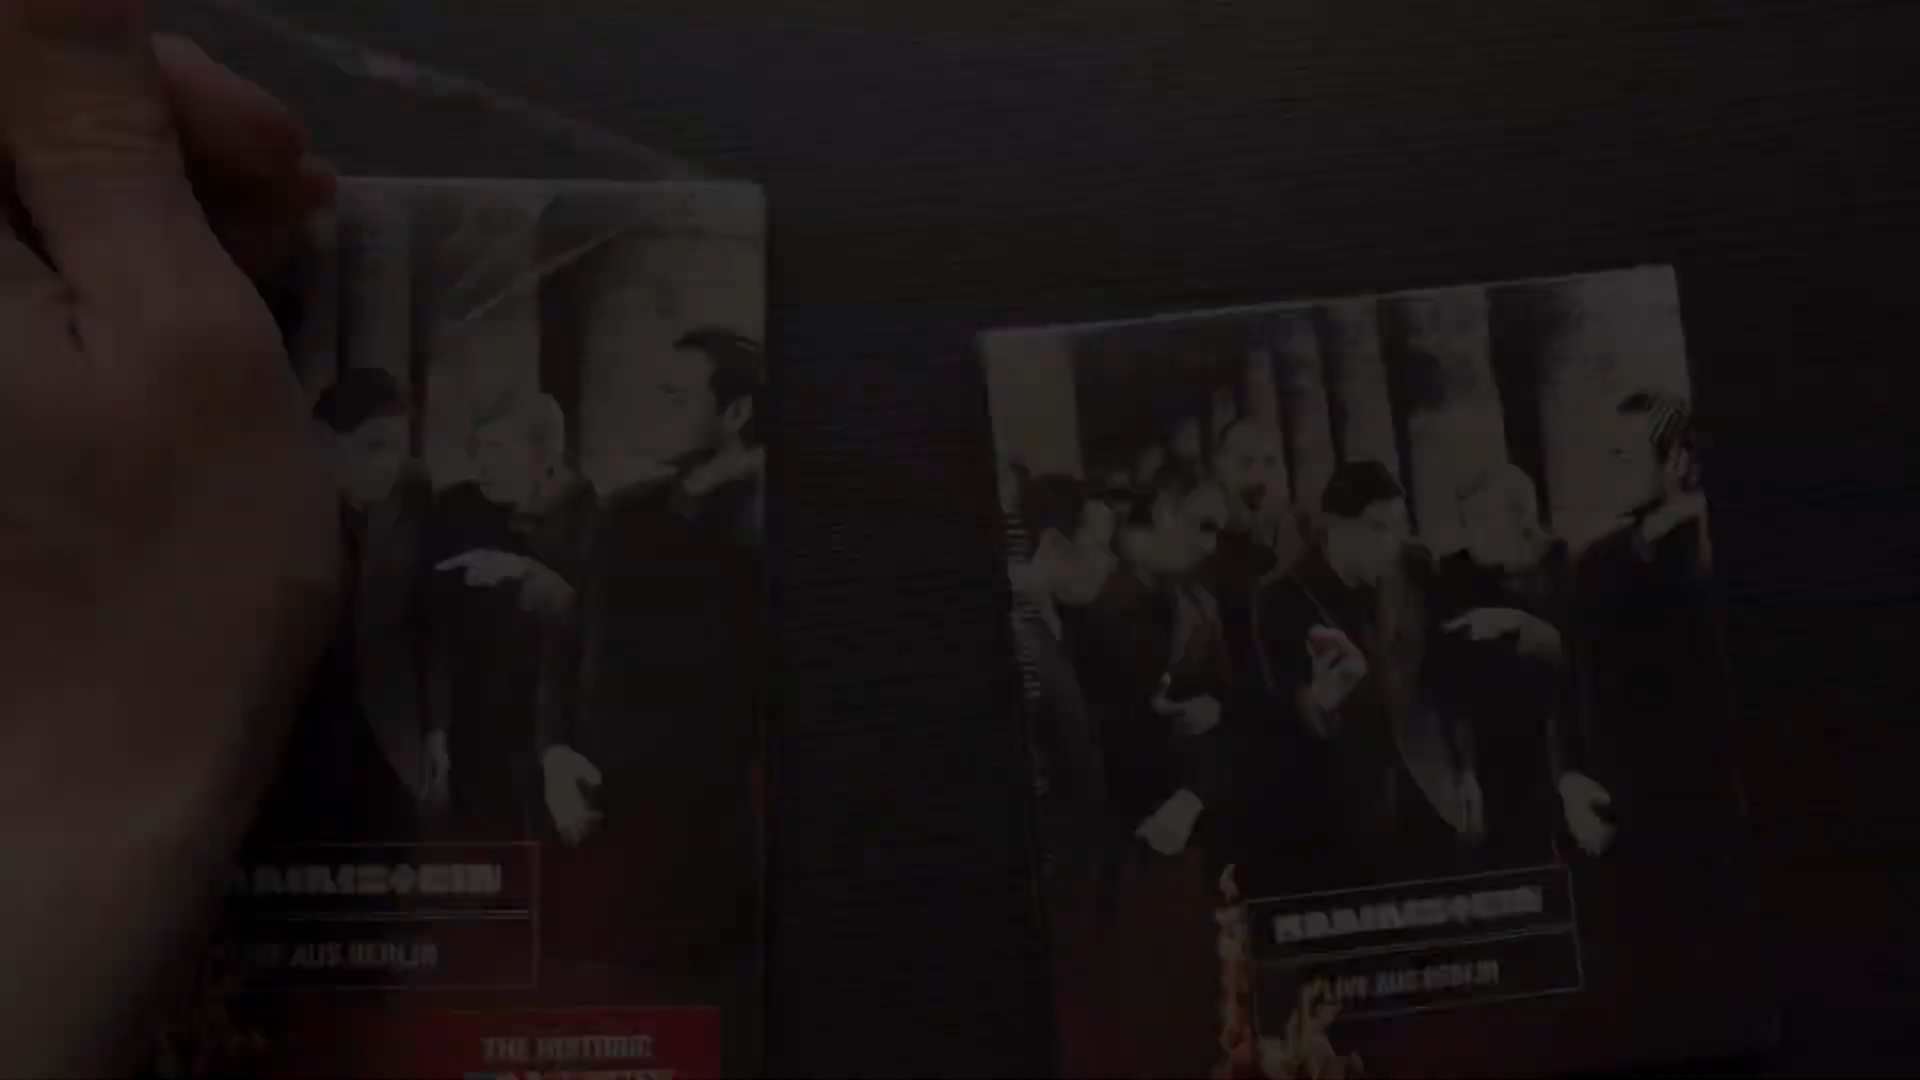 RAMMSTEIN
LIVE AUS BERLIN
THE HISTORIC
RAMMSTEIN
LIVE AUS BERLIN